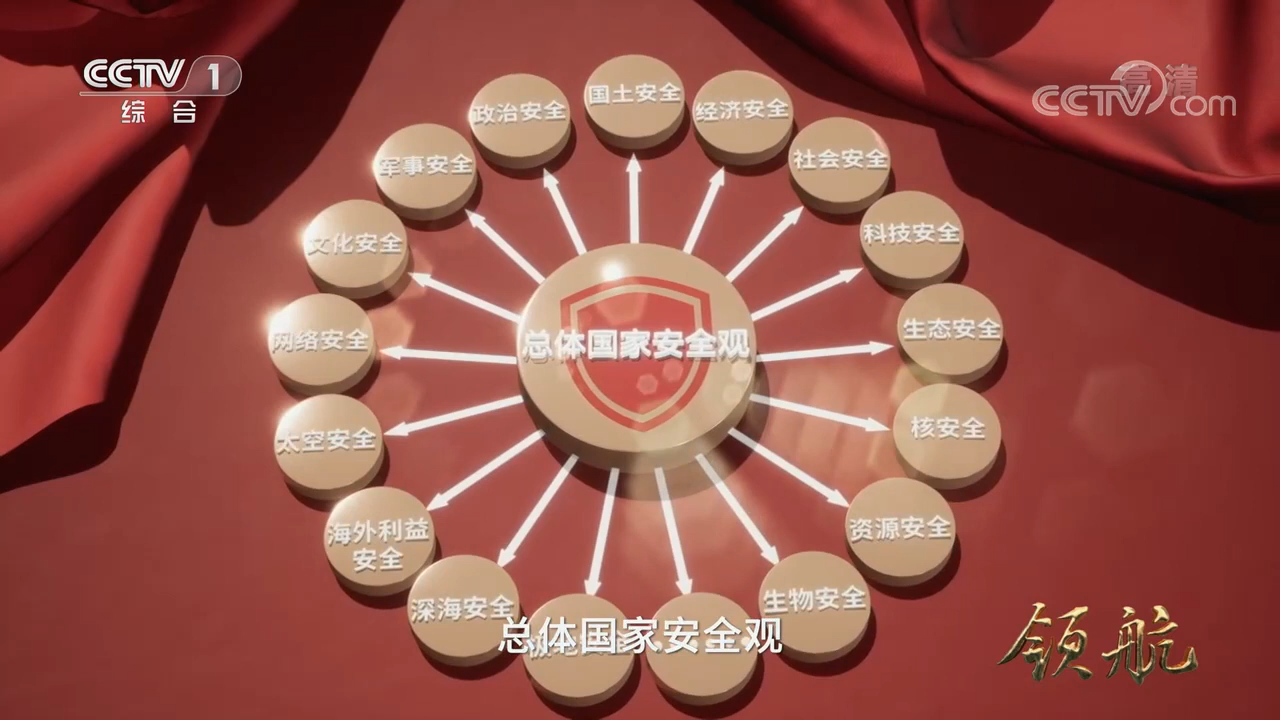 CCTV 1
综合
高清
CCTV.com
政治安全
国土安全
经济安全
军事安全
社会安全
文化安全
科技安全
网络安全
总体国家安全观
生态安全
太空安全
核安全
海外利益
安全
资源安全
深海安全
生物安全
总体国家安全观
领航